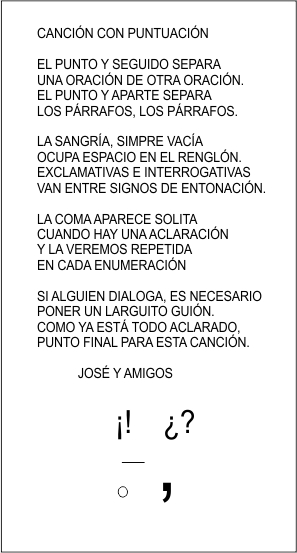 CANCIÓN CON PUNTUACIÓN
EL PUNTO Y SEGUIDO SEPARA
UNA ORACIÓN DE OTRA ORACIÓN.
EL PUNTO Y APARTE SEPARA
LOS PÁRRAFOS, LOS PÁRRAFOS.
LA SANGRÍA, SIMPRE VACÍA
OCUPA ESPACIO EN EL RENGLÓN.
EXCLAMATIVAS E INTERROGATIVAS
VAN ENTRE SIGNOS DE ENTONACIÓN.
LA COMA APARECE SOLITA
CUANDO HAY UNA ACLARACIÓN
Y LA VEREMOS REPETIDA
EN CADA ENUMERACIÓN
SI ALGUIEN DIALOGA, ES NECESARIO
PONER UN LARGUITO GUIÓN.
COMO YA ESTÁ TODO ACLARADO,
PUNTO FINAL PARA ESTA CANCIÓN.
JOSÉ Y AMIGOS
¡! ¿?
—
○ ,